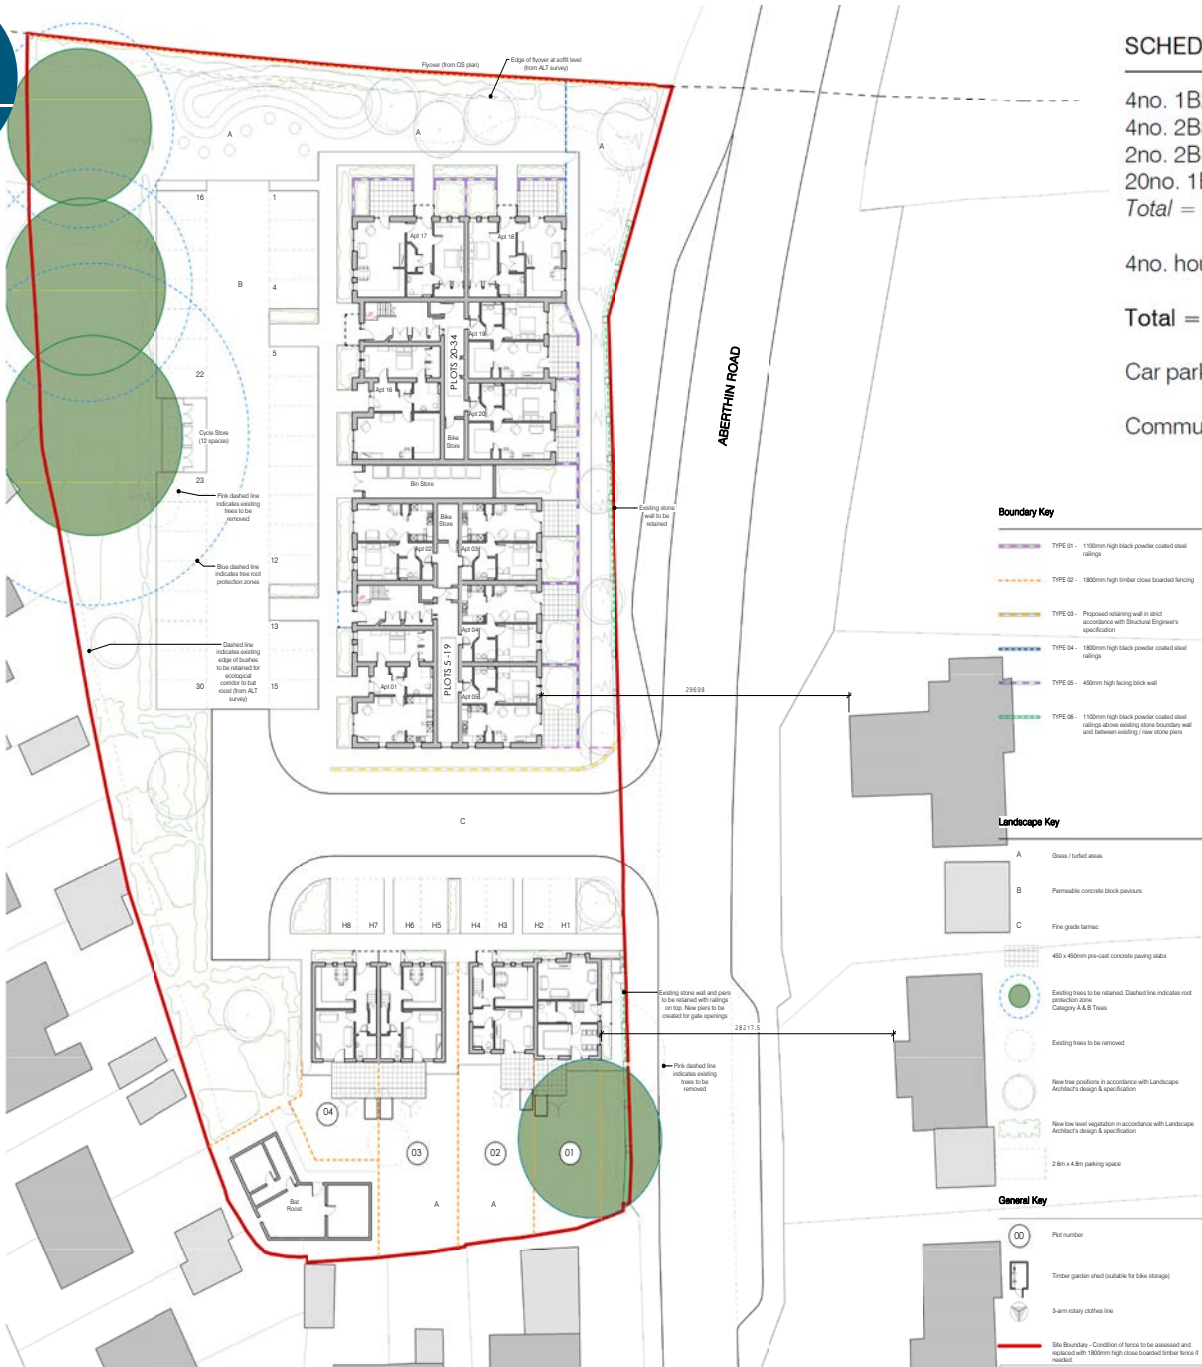 SCHED
4no. 1B
4no. 2B
2no. 2B
20no. 1
Total =
4no. hou
Total =
Car park
Commu
Flyover (from OS plan)
Edge of flyover at soffit level
(from ALT survey)
A
A
A
16
1
B
4
5
22
Cycle Store
(12 spaces)
23
Pink dashed line
indicates existing
trees to be
removed
12
Blue dashed line
indicates tree root
protection zones
13
Dashed line
indicates existing
edge of bushes
to be retained for
ecological
corridor to bat
roost (from ALT
survey)
30
15
Apt 17
Apt 18
Apt 19
PLOTS 20-34
Apt 16
Apt 20
Bike
Store
Bin Store
Bike
Store
Apt 02
Apt 03
Apt 04
PLOTS 5 -19
Apt 01
Apt 05
Existing stone
wall to be
retained
ABERTHIN ROAD
29698
C
H8
H7
H6
H5
H4
H3
H2
H1
Existing stone wall and piers
to be retained with railings
on top. New piers to be
created for gate openings
28217.5
Pink dashed line
indicates existing
trees to be
removed
04
03
02
01
A
A
Bat
Roost
Boundary Key
TYPE 01 - 1100mm high black powder coated steel
railings
TYPE 02 - 1800mm high timber close boarded fencing
TYPE 03 - Proposed retaining wall in strict
accordance with Structural Engineer's
specification
TYPE 04 - 1800mm high black powder coated steel
railings
TYPE 05 - 450mm high facing brick wall
TYPE 06 - 1100mm high black powder coated steel
railings above existing stone boundary wall
and between existing / new stone piers
Landscape Key
A Grass / turfed areas
B Permeable concrete block paviours
C Fine grade tarmac
450 x 450mm pre-cast concrete paving slabs
Existing trees to be retained. Dashed line indicates root
protection zone
Category A & B Trees
Existing trees to be removed
New tree positions in accordance with Landscape
Architect's design & specification
New low level vegetation in accordance with Landscape
Architect's design & specification
2.6m x 4.8m parking space
General Key
00 Plot number
Timber garden shed (suitable for bike storage)
3-arm rotary clothes line
Site Boundary - Condition of fence to be assessed and
replaced with 1800mm high close boarded timber fence if
needed.